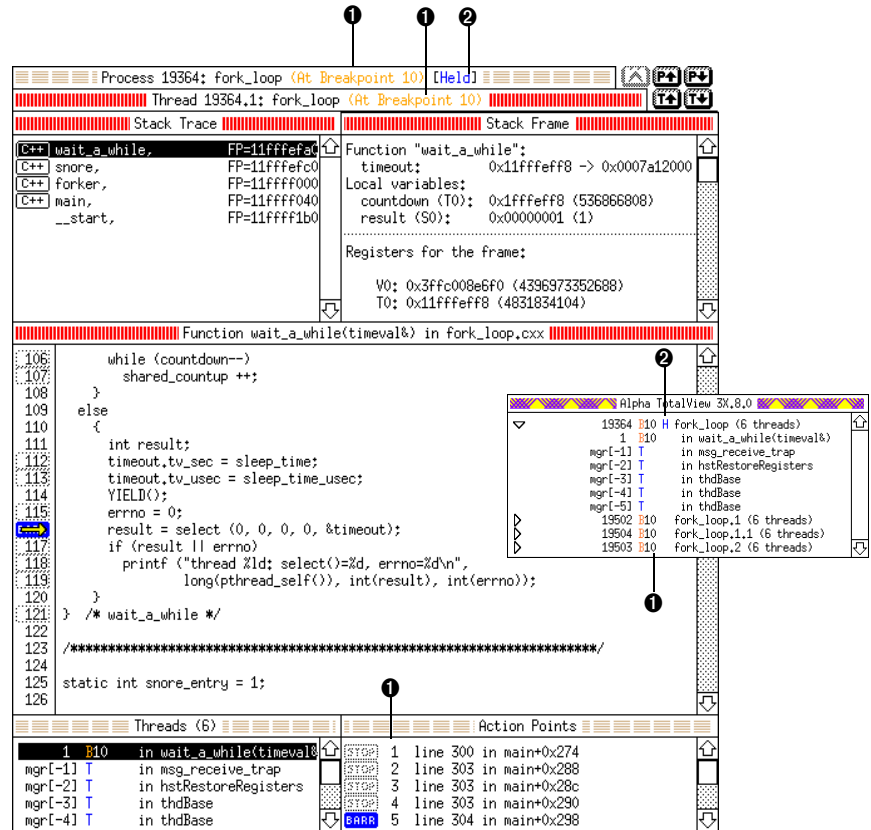 ❶
❶
❷
Process 19364: fork_loop (At Breakpoint 10) [Held]
P
P
Thread 19364.1: fork_loop (At Breakpoint 10)
T
T
Stack Trace
C++ wait_a_while, FP=11fffefa0
C++ snore, FP=11fffefc0
C++ forker, FP=11ffff000
C++ main, FP=11ffff040
__start, FP=11ffff1b0
Stack Frame
Function "wait_a_while":
timeout: 0x11fffeff8 -> 0x0007a12000
Local variables:
countdown (T0): 0x1fffeff8 (536866808)
result (S0): 0x00000001 (1)
Registers for the frame:
V0: 0x3ffc008e6f0 (4396973352688)
T0: 0x11fffeff8 (4831834104)
Function wait_a_while(timeval&) in fork_loop.cxx
106 while (countdown--)
107 shared_countup ++;
108 }
109 else
110 {
111 int result;
112 timeout.tv_sec = sleep_time;
113 timeout.tv_usec = sleep_time_usec;
114 YIELD();
115 errno = 0;
result = select (0, 0, 0, 0, &timeout);
117 if (result || errno)
118 printf ("thread %ld: select()=%d, errno=%d\n",
119 long(pthread_self()), int(result), int(errno));
120 }
121 } /* wait_a_while */
122
123 /**********************************************************************/
124
125 static int snore_entry = 1;
126
❷
Alpha TotalView 3X.8.0
19364 B10 H fork_loop (6 threads)
1 B10 in wait_a_while(timeval&)
mgr[-1] T in msg_receive_trap
mgr[-2] T in hstRestoreRegisters
mgr[-3] T in thdBase
mgr[-4] T in thdBase
mgr[-5] T in thdBase
19502 B10 fork_loop.1 (6 threads)
19504 B10 fork_loop.1.1 (6 threads)
19503 B10 fork_loop.2 (6 threads)
❶
❶
Threads (6)
1 B10 in wait_a_while(timeval&
mgr[-1] T in msg_receive_trap
mgr[-2] T in hstRestoreRegisters
mgr[-3] T in thdBase
mgr[-4] T in thdBase
Action Points
STOP 1 line 300 in main+0x274
STOP 2 line 303 in main+0x288
STOP 3 line 303 in main+0x28c
STOP 4 line 303 in main+0x290
BARR 5 line 304 in main+0x298